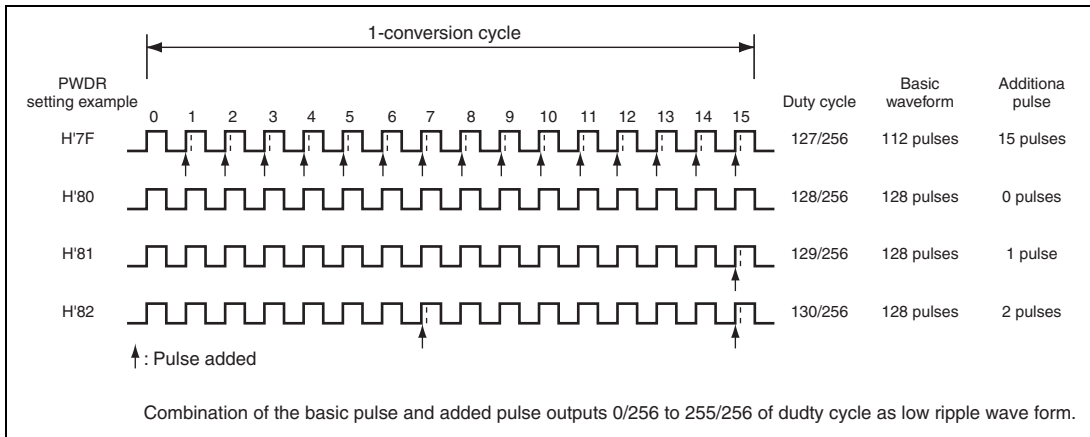 1-conversion cycle
PWDR
setting example
Duty cycle
Basic
waveform
Additiona
pulse
0 1 2 3 4 5 6 7 8 9 10 11 12 13 14 15
H'7F 127/256 112 pulses 15 pulses
H'80 128/256 128 pulses 0 pulses
H'81 129/256 128 pulses 1 pulse
H'82 130/256 128 pulses 2 pulses
: Pulse added
Combination of the basic pulse and added pulse outputs 0/256 to 255/256 of dudty cycle as low ripple wave form.